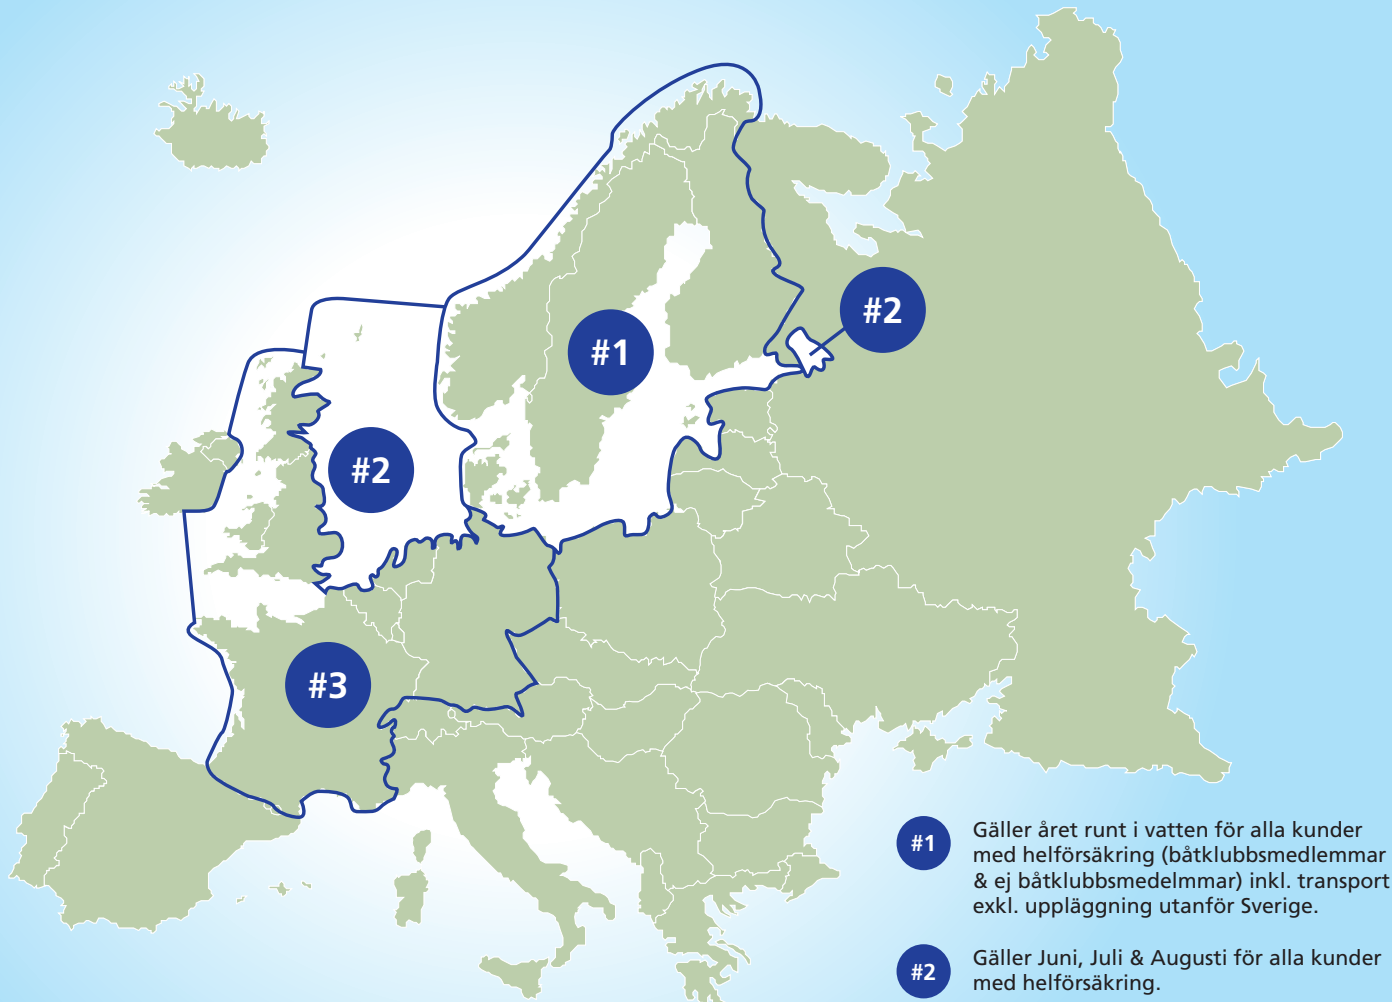 #1
#2
#2
#3
#1
Gäller året runt i vatten för alla kunder
med helförsäkring (båtklubbsmedlemmar
& ej båtklubbsmedelmmar) inkl. transport
exkl. uppläggning utanför Sverige.
#2
Gäller Juni, Juli & Augusti för alla kunder
med helförsäkring.